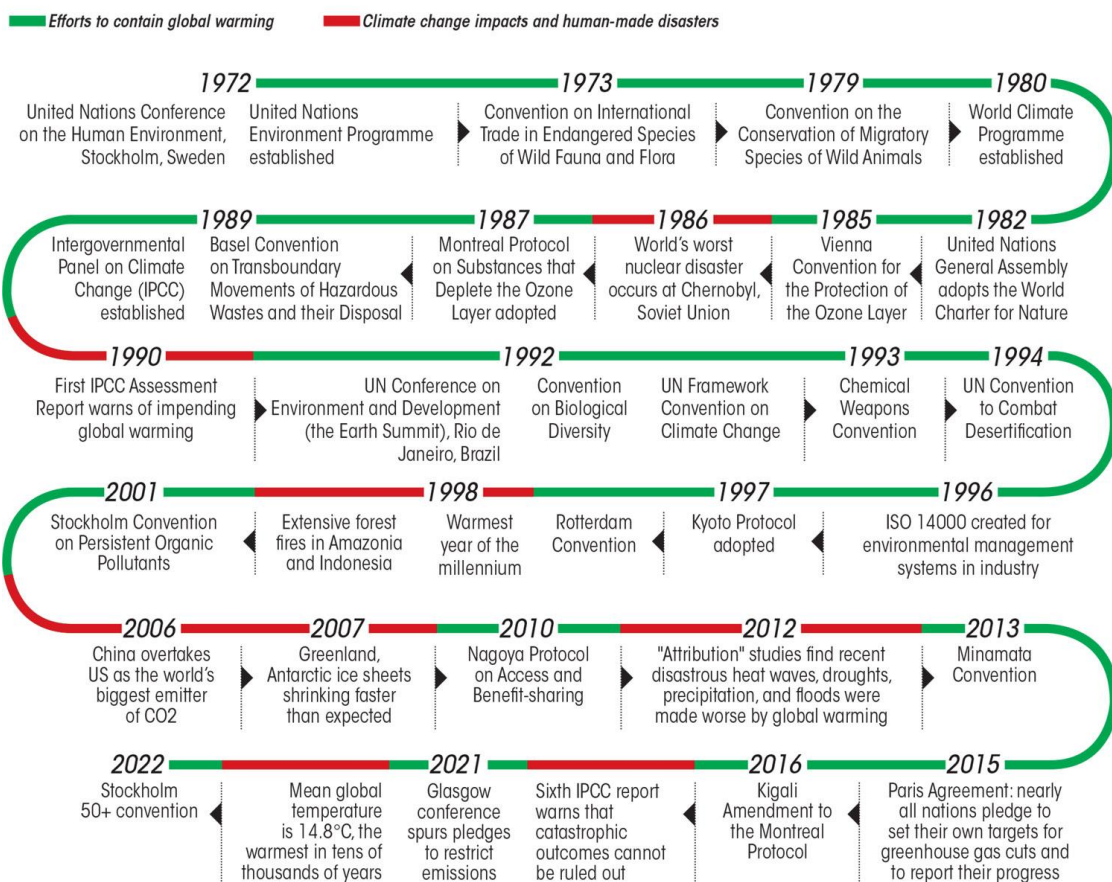 Efforts to contain global warming
Climate change impacts and human-made disasters
1972
United Nations Conference
on the Human Environment,
Stockholm, Sweden
United Nations
Environment Programme
established
1973
Convention on International
Trade in Endangered Species
of Wild Fauna and Flora
1979
Convention on the
Conservation of Migratory
Species of Wild Animals
1980
World Climate
Programme
established
1982
United Nations
General Assembly
adopts the World
Charter for Nature
1985
Vienna
Convention for
the Protection of
the Ozone Layer
1986
World's worst
nuclear disaster
occurs at Chernobyl,
Soviet Union
1987
Montreal Protocol
on Substances that
Deplete the Ozone
Layer adopted
1989
Basel Convention
on Transboundary
Movements of Hazardous
Wastes and their Disposal
Intergovernmental
Panel on Climate
Change (IPCC)
established
1990
First IPCC Assessment
Report warns of impending
global warming
1992
UN Conference on
Environment and Development
(the Earth Summit), Rio de
Janeiro, Brazil
Convention
on Biological
Diversity
UN Framework
Convention on
Climate Change
1993
Chemical
Weapons
Convention
1994
UN Convention
to Combat
Desertification
1996
ISO 14000 created for
environmental management
systems in industry
1997
Kyoto Protocol
adopted
1998
Rotterdam
Convention
Warmest
year of the
millennium
Extensive forest
fires in Amazonia
and Indonesia
2001
Stockholm Convention
on Persistent Organic
Pollutants
2006
China overtakes
US as the world's
biggest emitter
of CO2
2007
Greenland,
Antarctic ice sheets
shrinking faster
than expected
2010
Nagoya Protocol
on Access and
Benefit-sharing
2012
"Attribution" studies find recent
disastrous heat waves, droughts,
precipitation, and floods were
made worse by global warming
2013
Minamata
Convention
2015
Paris Agreement: nearly
all nations pledge to
set their own targets for
greenhouse gas cuts and
to report their progress
2016
Kigali
Amendment to
the Montreal
Protocol
2021
Sixth IPCC report
warns that
catastrophic
outcomes cannot
be ruled out
Glasgow
conference
spurs pledges
to restrict
emissions
Mean global
temperature
is 14.8°C, the
warmest in tens of
thousands of years
2022
Stockholm
50+ convention